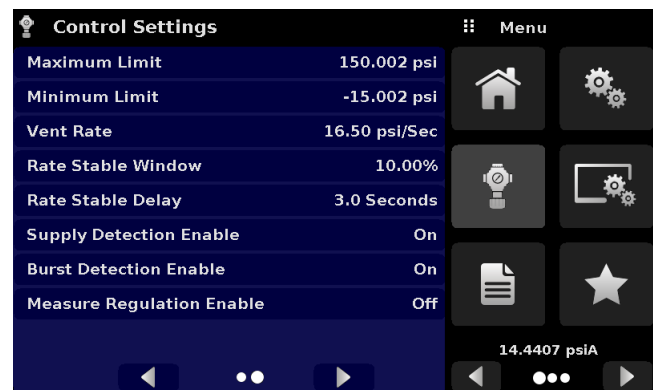 Control Settings
Menu
Maximum Limit 150.002 psi
Minimum Limit -15.002 psi
Vent Rate 16.50 psi/Sec
Rate Stable Window 10.00%
Rate Stable Delay 3.0 Seconds
Supply Detection Enable On
Burst Detection Enable On
Measure Regulation Enable Off
14.4407 psiA